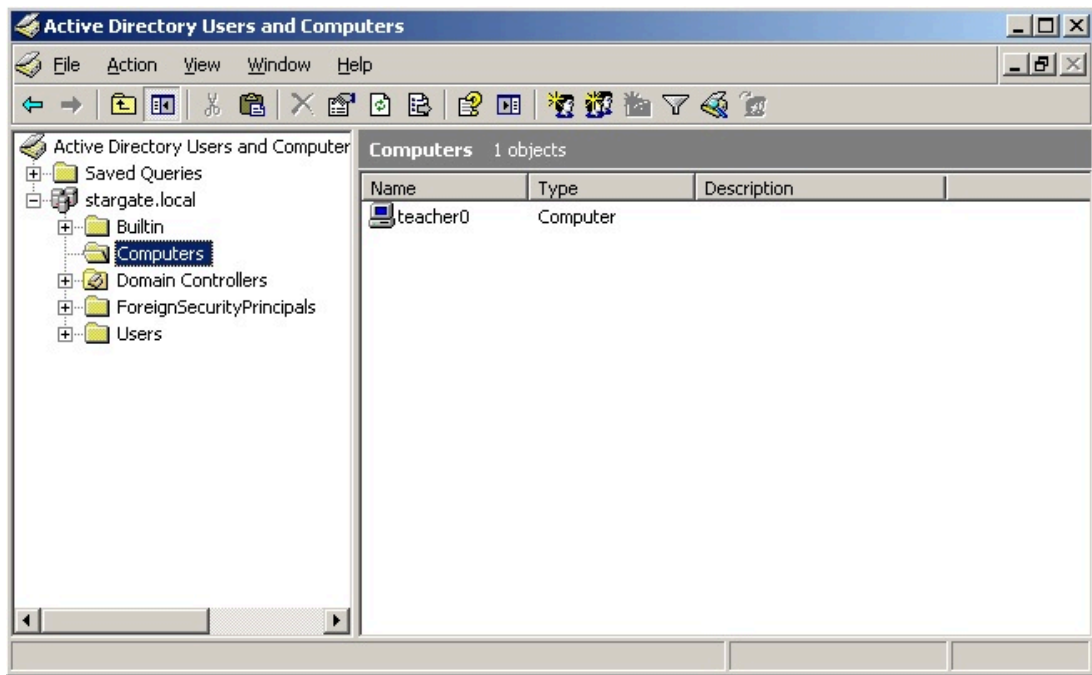 Active Directory Users and Computers
File Action View Window Help
Active Directory Users and Computer
Saved Queries
stargate.local
Builtin
Computers
Domain Controllers
ForeignSecurityPrincipals
Users
Computers 1 objects
Name Type Description
teacher0 Computer